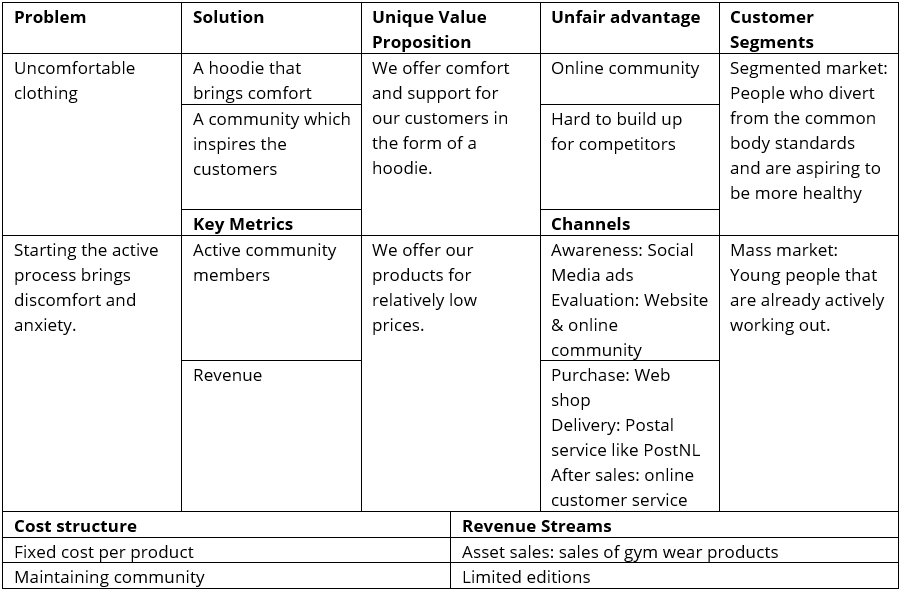 Problem
Solution
Unique Value
Proposition
Unfair advantage
Customer
Segments
Uncomfortable
clothing
A hoodie that
brings comfort
A community which
inspires the
customers
We offer comfort
and support for
our customers in
the form of a
hoodie.
Online community
Hard to build up
for competitors
Segmented market:
People who divert
from the common
body standards
and are aspiring to
be more healthy
Key Metrics
Channels
Starting the active
process brings
discomfort and
anxiety.
Active community
members
Revenue
We offer our
products for
relatively low
prices.
Awareness: Social
Media ads
Evaluation: Website
& online
community
Purchase: Web
shop
Delivery: Postal
service like PostNL
After sales: online
customer service
Mass market:
Young people that
are already actively
working out.
Cost structure
Revenue Streams
Fixed cost per product
Asset sales: sales of gym wear products
Maintaining community
Limited editions